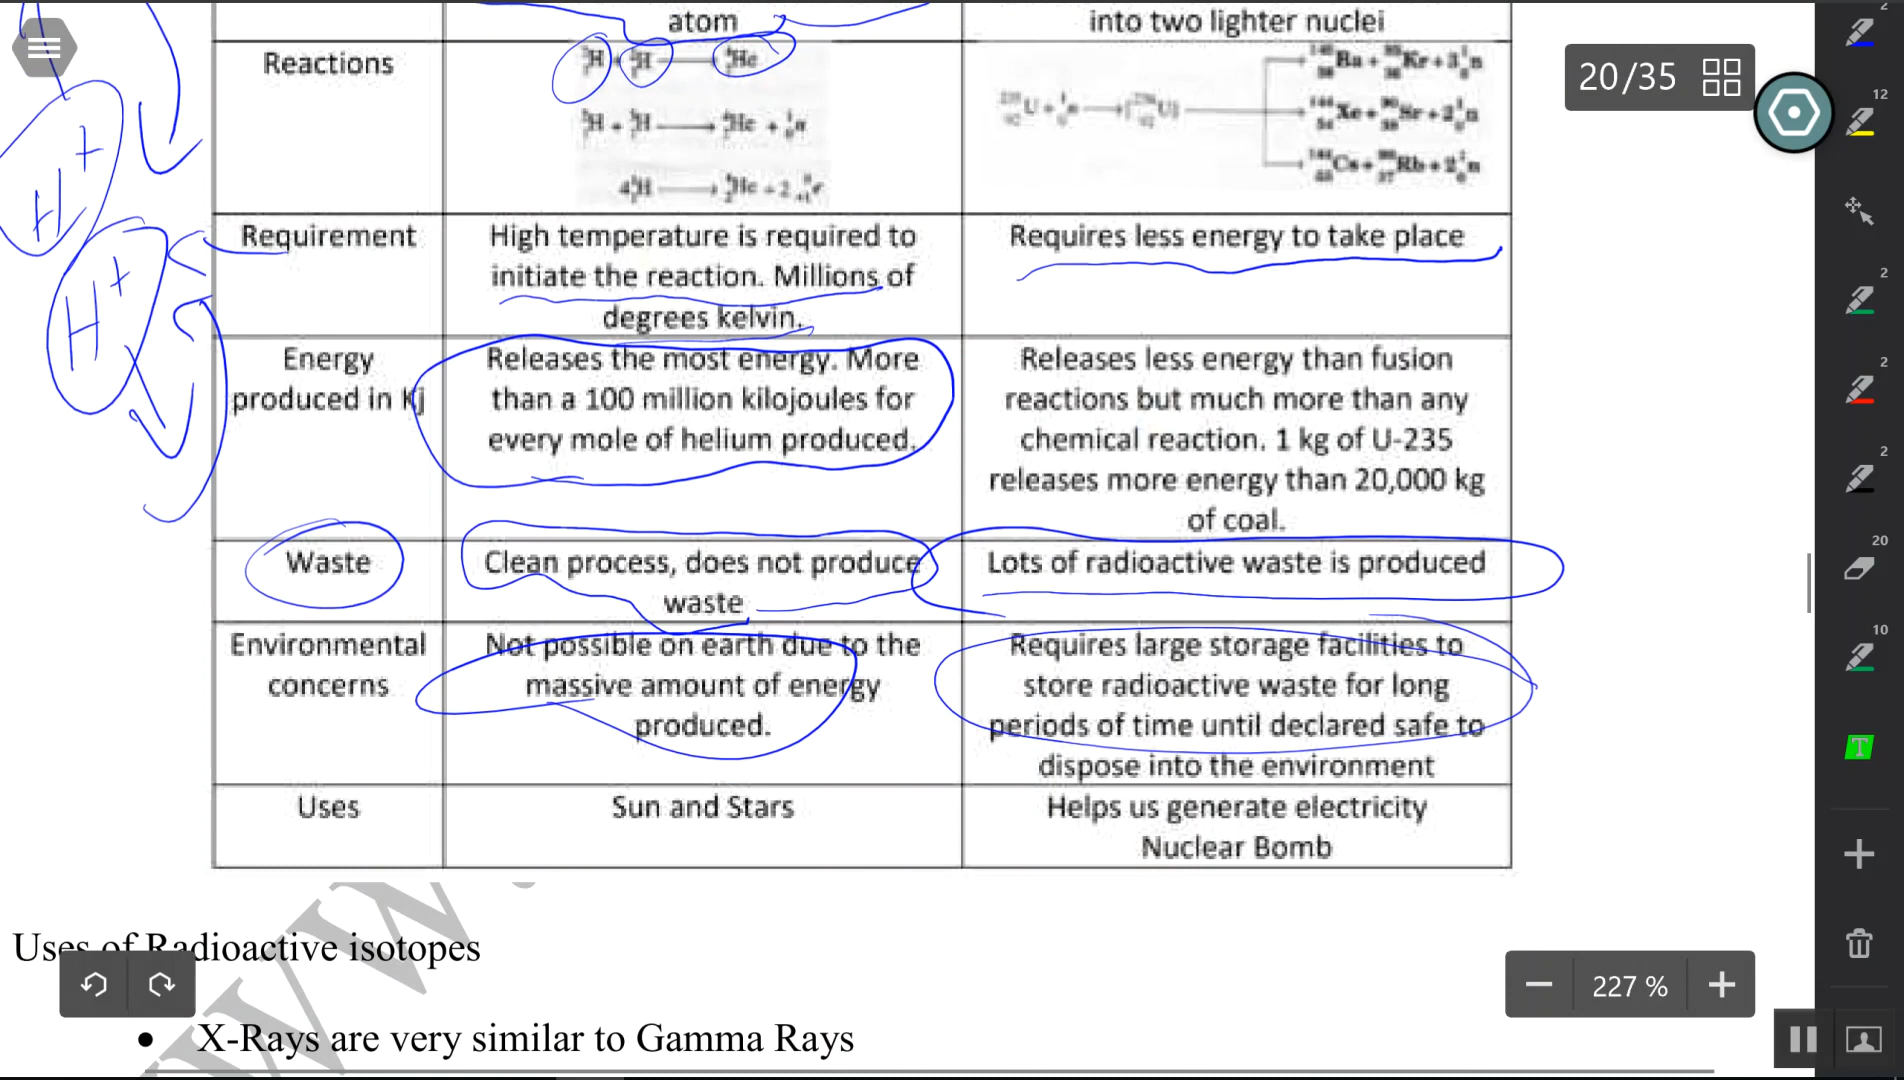 atom
into two lighter nuclei
20/35
Reactions
Requirement
High temperature is required to
initiate the reaction. Millions of
degrees kelvin.
Requires less energy to take place
Energy
produced in Kj
Releases the most energy. More
than a 100 million kilojoules for
every mole of helium produced.
Releases less energy than fusion
reactions but much more than any
chemical reaction. 1 kg of U-235
releases more energy than 20,000 kg
of coal.
Waste
Clean process, does not produce
waste
Lots of radioactive waste is produced
Environmental
concerns
Not possible on earth due to the
massive amount of energy
produced.
Requires large storage facilities to
store radioactive waste for long
periods of time until declared safe to
dispose into the environment
Uses
Sun and Stars
Helps us generate electricity
Nuclear Bomb
H+
H+
Uses of Radioactive isotopes
• X-Rays are very similar to Gamma Rays
227 %
2
12
2
2
2
20
10
T